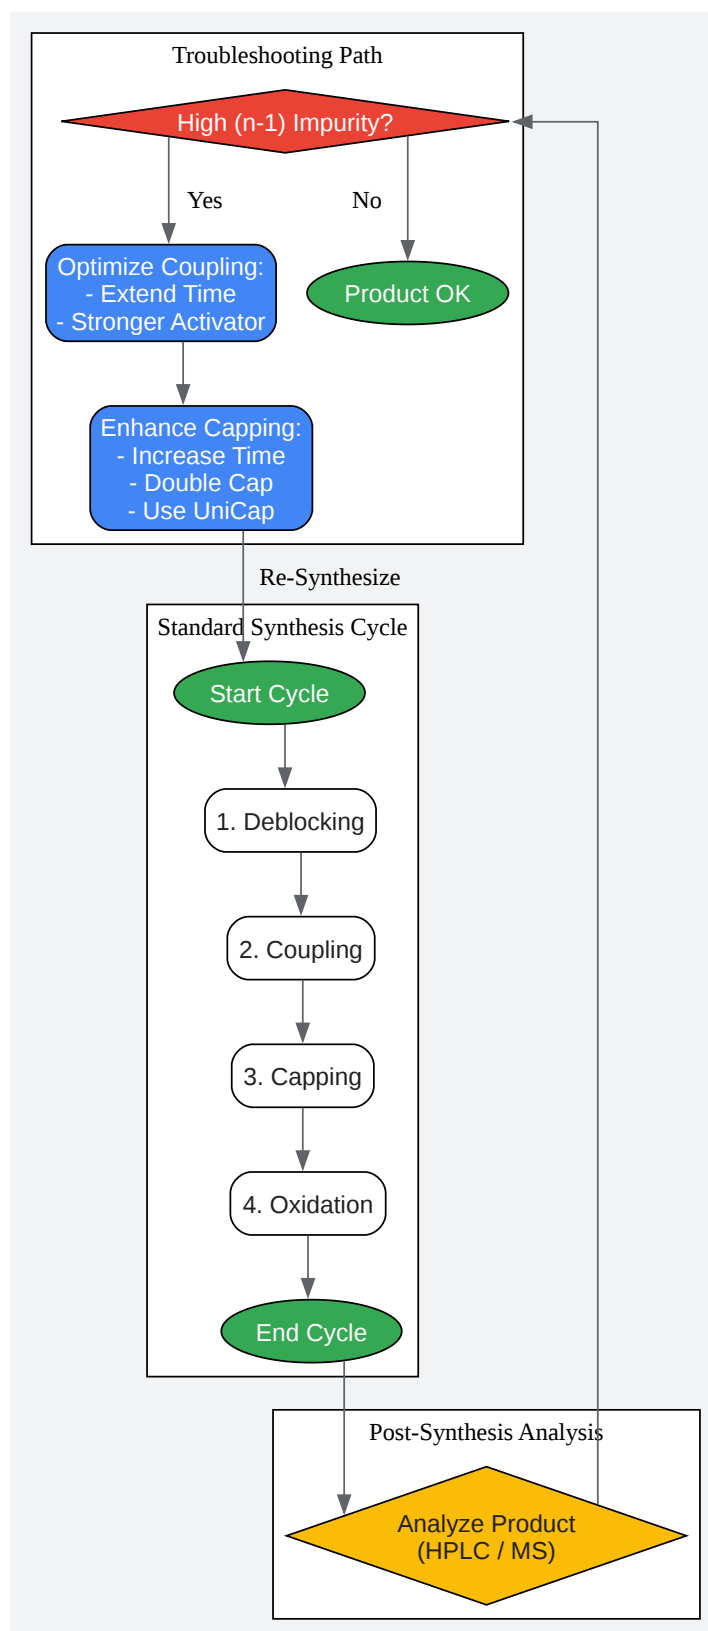 Troubleshooting Path
High (n-1) Impurity?
Yes
No
Optimize Coupling:
- Extend Time
- Stronger Activator
Product OK
Enhance Capping:
- Increase Time
- Double Cap
- Use UniCap
Re-Synthesize
Standard Synthesis Cycle
Start Cycle
1. Deblocking
2. Coupling
3. Capping
4. Oxidation
End Cycle
Post-Synthesis Analysis
Analyze Product
(HPLC / MS)